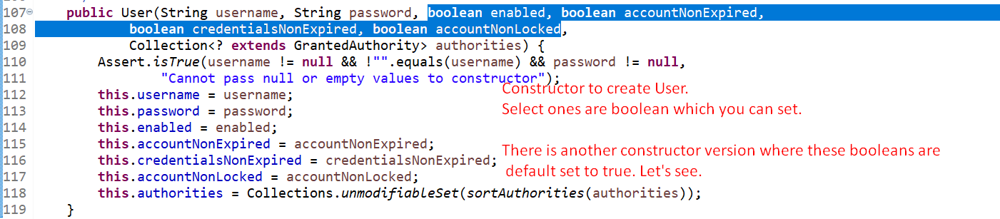 107 public User(String username, String password, boolean enabled, boolean accountNonExpired,
108 boolean credentialsNonExpired, boolean accountNonLocked,
109 Collection<? extends GrantedAuthority> authorities) {
110 Assert.isTrue(username != null && !"".equals(username) && password != null,
111 "Cannot pass null or empty values to constructor");
Constructor to create User.
112 this.username = username;
113 this.password = password;
Select ones are boolean which you can set.
114 this.enabled = enabled;
115 this.accountNonExpired = accountNonExpired;
There is another constructor version where these booleans are
116 this.credentialsNonExpired = credentialsNonExpired;
117 this.accountNonLocked = accountNonLocked;
default set to true. Let's see.
118 this.authorities = Collections.unmodifiableSet(sortAuthorities(authorities));
119 }